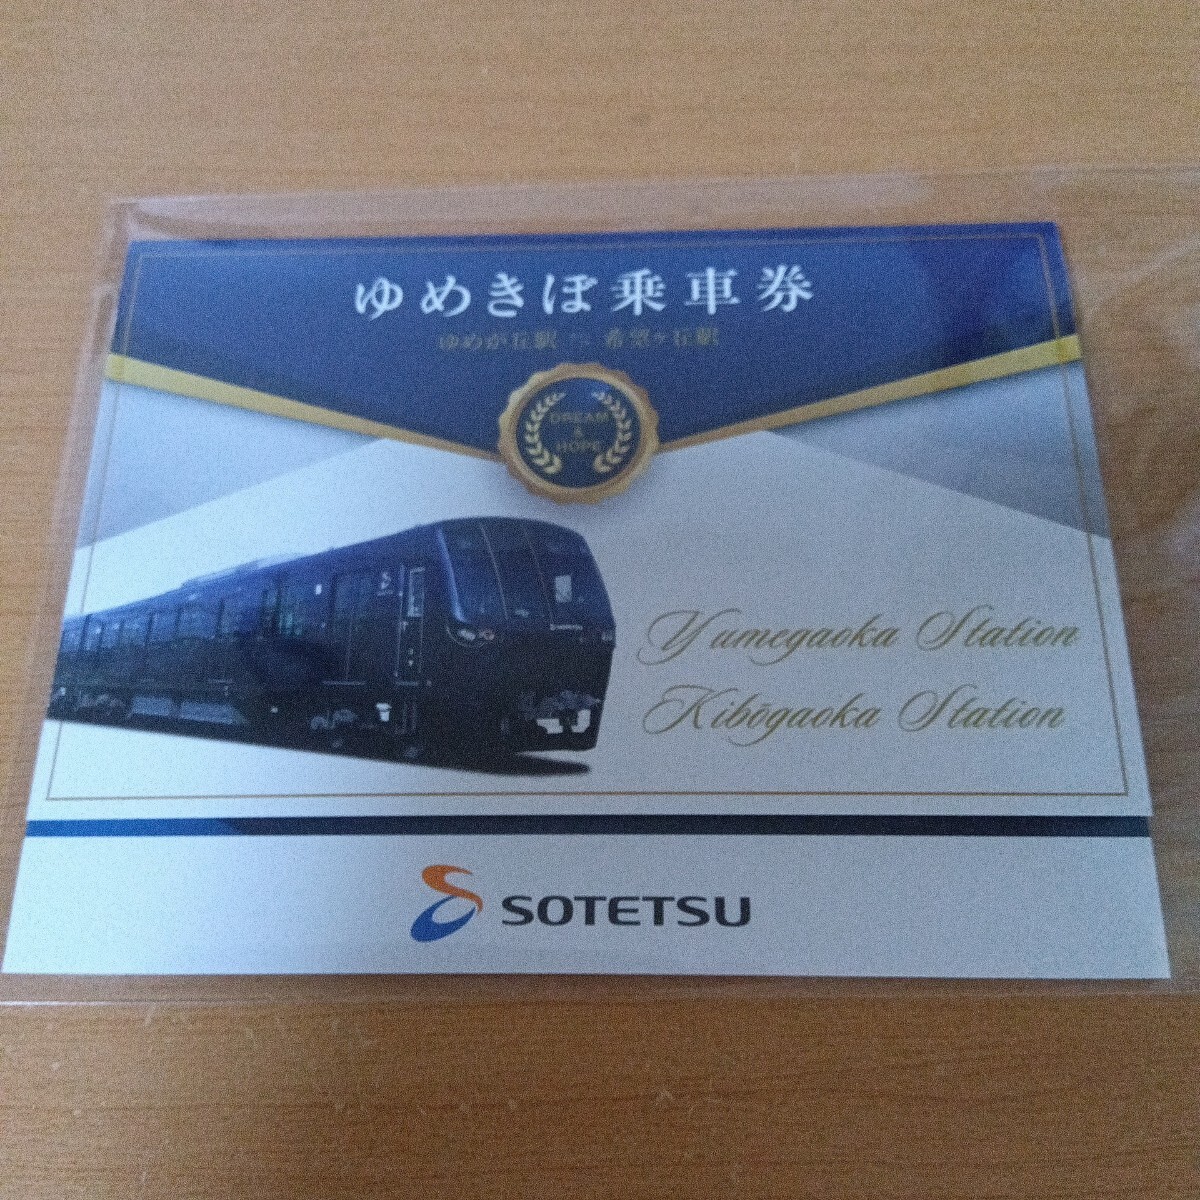 ゆめきぼ乗車券
ゆめが丘駅 ↔ 希望ヶ丘駅
DREAM
&
HOPE
Yumegaoka Station
Kibōgaoka Station
SOTETSU